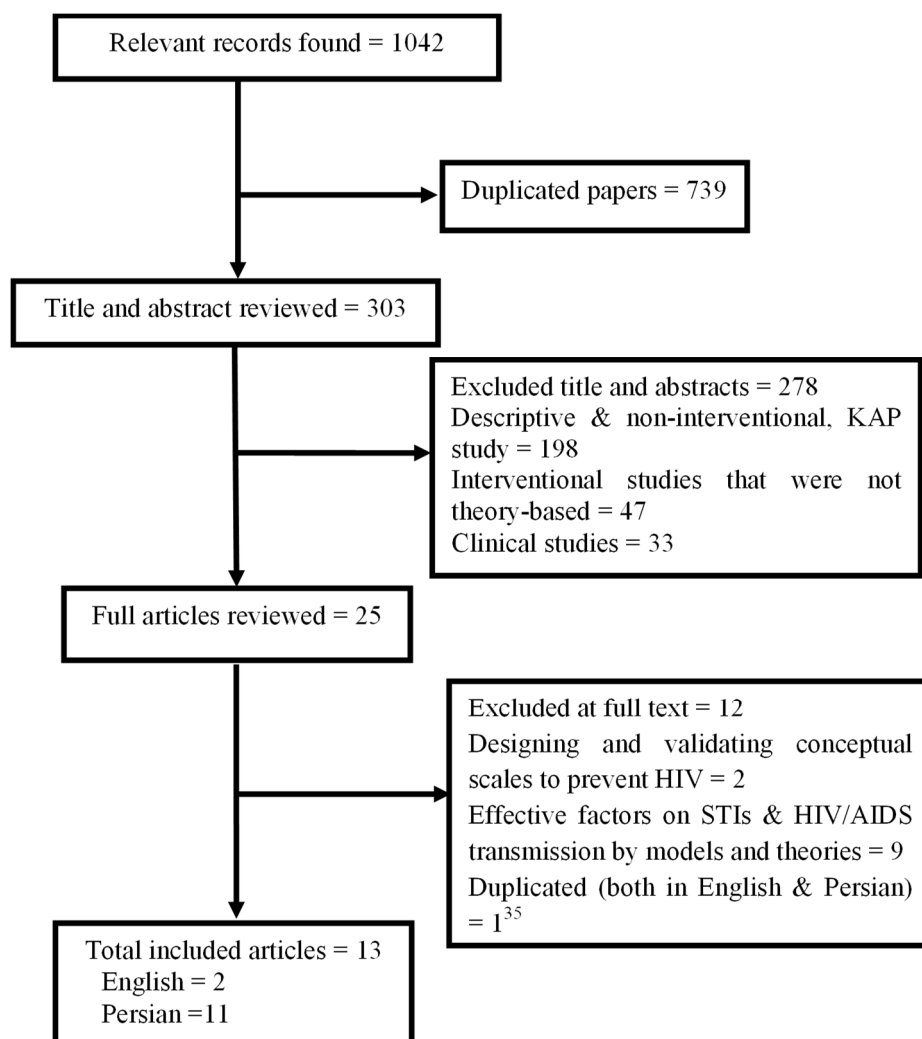 Relevant records found = 1042
Duplicated papers = 739
Title and abstract reviewed = 303
Excluded title and abstracts = 278
Descriptive & non-interventional, KAP
study = 198
Interventional studies that were not
theory-based = 47
Clinical studies = 33
Full articles reviewed = 25
Excluded at full text = 12
Designing and validating conceptual
scales to prevent HIV = 2
Effective factors on STIs & HIV/AIDS
transmission by models and theories = 9
Duplicated (both in English & Persian)
= 1³⁵
Total included articles = 13
English = 2
Persian =11